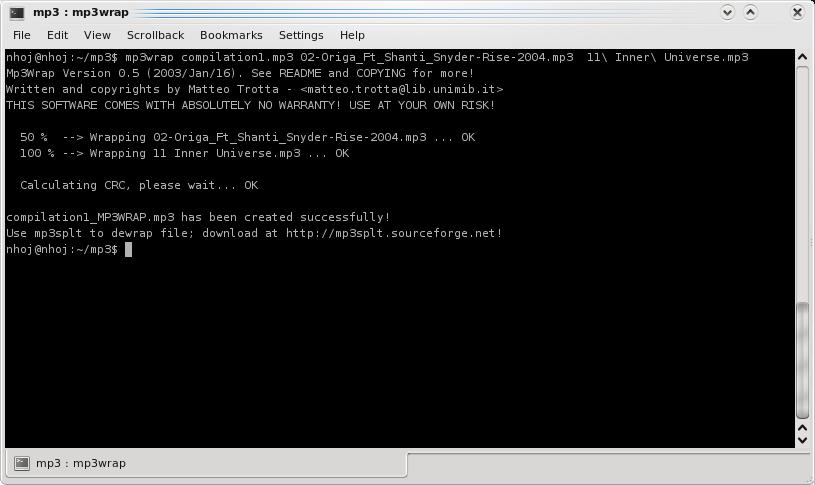 mp3 : mp3wrap
File Edit View Scrollback Bookmarks Settings Help
nhoj@nhoj:~/mp3$ mp3wrap compilation1.mp3 02-Origa_Ft_Shanti_Snyder-Rise-2004.mp3  11\ Inner\ Universe.mp3
Mp3Wrap Version 0.5 (2003/Jan/16). See README and COPYING for more!
Written and copyrights by Matteo Trotta - <matteo.trotta@lib.unimib.it>
THIS SOFTWARE COMES WITH ABSOLUTELY NO WARRANTY! USE AT YOUR OWN RISK!
50 %  --> Wrapping 02-Origa_Ft_Shanti_Snyder-Rise-2004.mp3 ... OK
100 % --> Wrapping 11 Inner Universe.mp3 ... OK
Calculating CRC, please wait... OK
compilation1_MP3WRAP.mp3 has been created successfully!
Use mp3splt to dewrap file; download at http://mp3splt.sourceforge.net!
nhoj@nhoj:~/mp3$
mp3 : mp3wrap